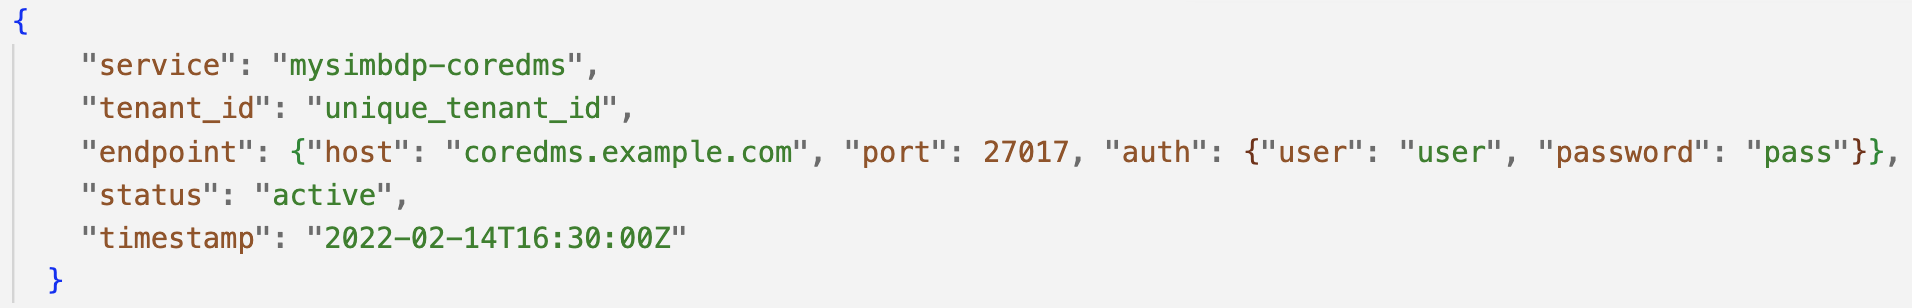 {
"service": "mysimbdp-coredms",
"tenant_id": "unique_tenant_id",
"endpoint": {"host": "coredms.example.com", "port": 27017, "auth": {"user": "user", "password": "pass"}},
"status": "active",
"timestamp": "2022-02-14T16:30:00Z"
}